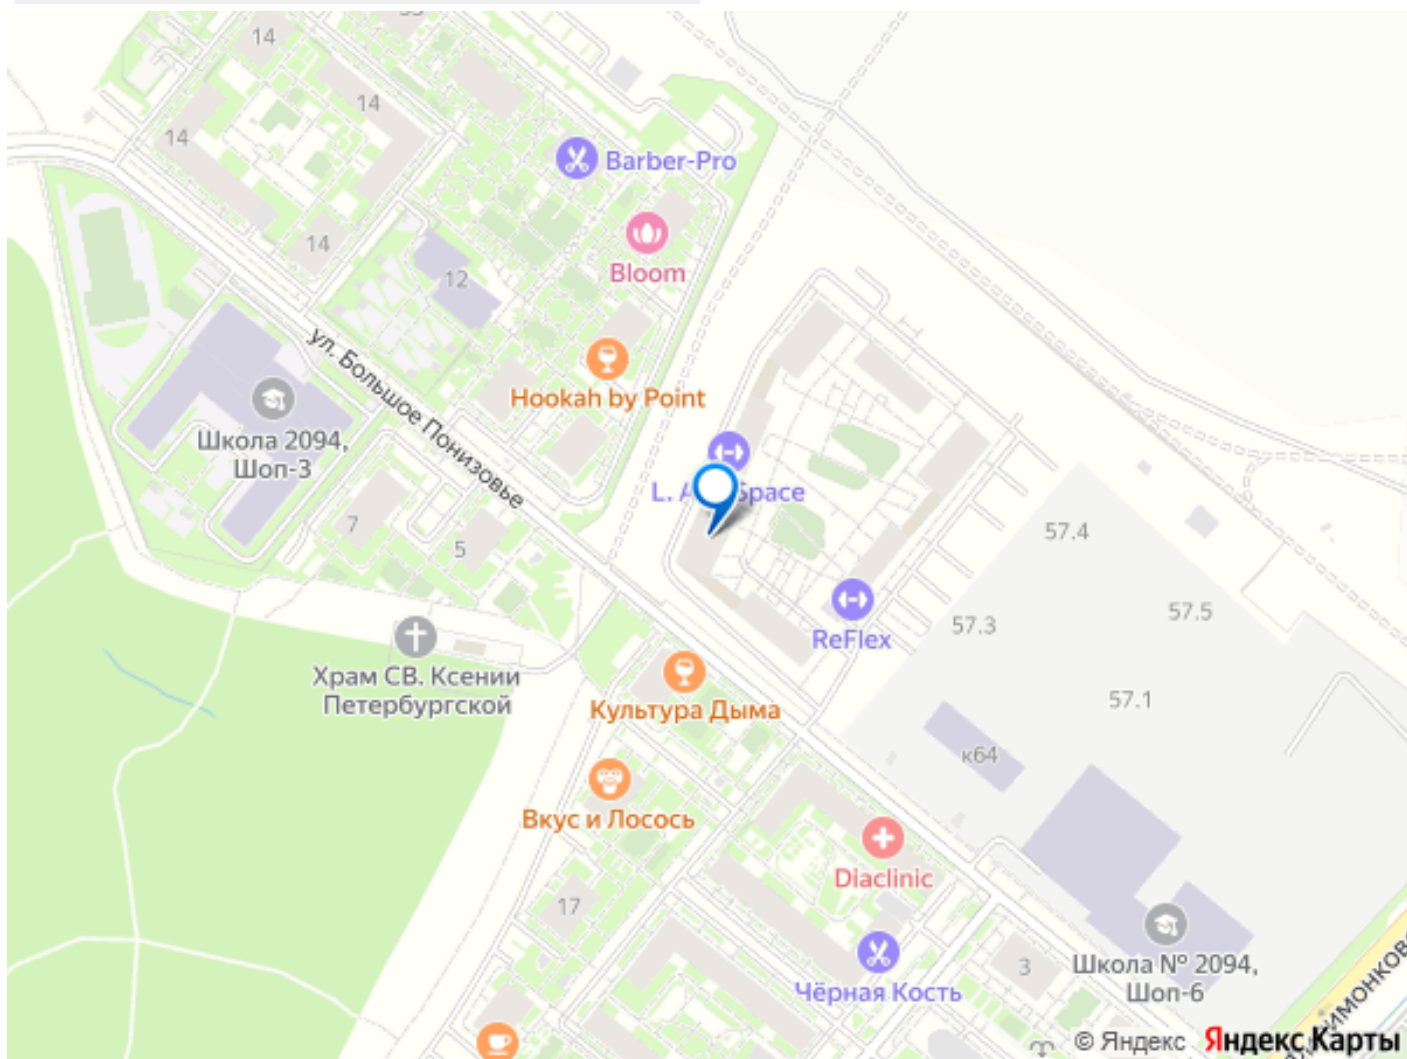 14
14
14
Barber-Pro
14
Bloom
12
ул. Большое Понизовье
Hookah by Point
Школа 2094,
Шоп-3
Space
7
5
57.4
57.5
57.3
ReFlex
Храм СВ. Ксении
Петербургской
Культура Дыма
57.1
к64
Вкус и Лосось
Diaclinic
17
3
Школа № 2094,
Шоп-6
Чёрная Кость
© Яндекс Яндекс Карты